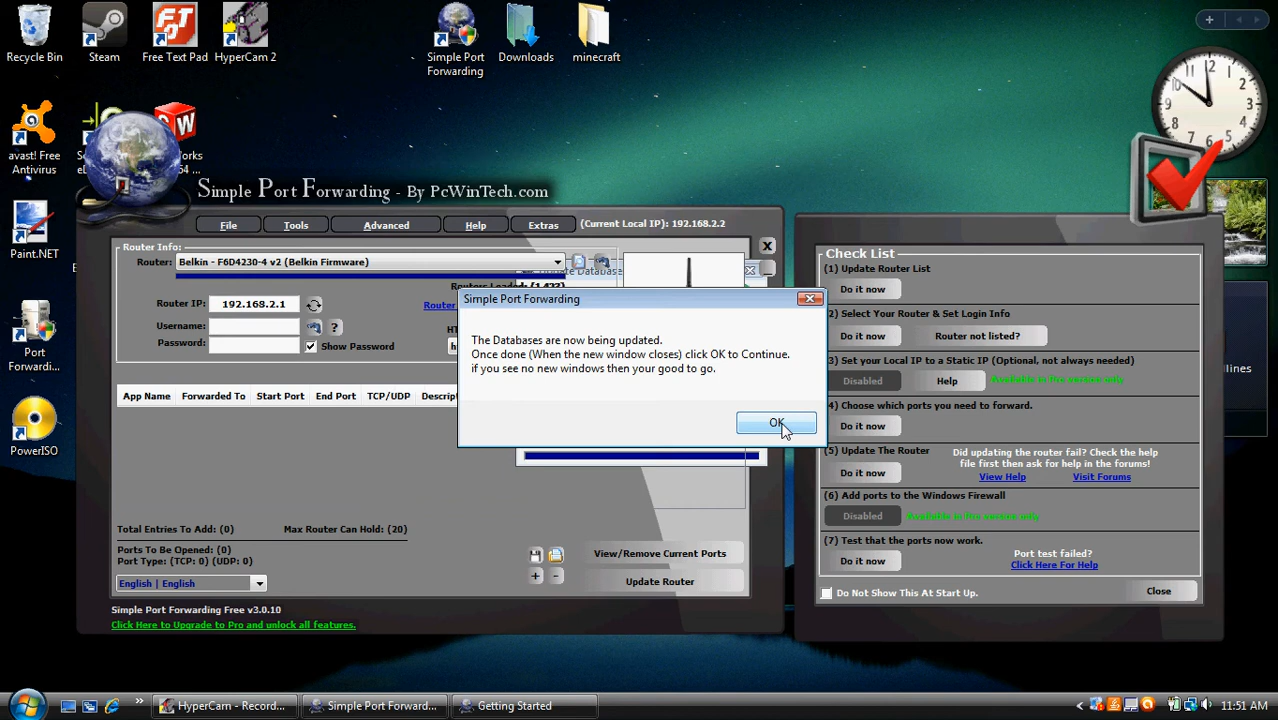 Recycle Bin
Steam
Free Text Pad
HyperCam 2
Simple Port
Forwarding
Downloads
minecraft
avast! Free
Antivirus
Paint.NET
Port
Forwardi...
PowerISO
Simple Port Forwarding - By PcWinTech.com
File Tools Advanced Help Extras (Current Local IP): 192.168.2.2
Router Info:
Router: Belkin - F6D4230-4 v2 (Belkin Firmware)
Router IP: 192.168.2.1
Router
Username: ?
Password: Show Password
App Name Forwarded To Start Port End Port TCP/UDP Descript
Total Entries To Add: (0) Max Router Can Hold: (20)
Ports To Be Opened: (0)
Port Type: (TCP: 0) (UDP: 0)
English | English
View/Remove Current Ports
+ -
Update Router
Simple Port Forwarding Free v3.0.10
Click Here to Upgrade to Pro and unlock all features.
Simple Port Forwarding
The Databases are now being updated.
Once done (When the new window closes) click OK to Continue.
if you see no new windows then your good to go.
OK
Check List
(1) Update Router List
Do it now
2) Select Your Router & Set Login Info
Do it now Router not listed?
3) Set your Local IP to a Static IP (Optional, not always needed)
Disabled Help Available in Pro version only
4) Choose which ports you need to forward.
Do it now
(5) Update The Router
Did updating the router fail? Check the help
file first then ask for help in the forums!
Do it now
View Help Visit Forums
(6) Add ports to the Windows Firewall
Disabled Available in Pro version only
(7) Test that the ports now work.
Do it now
Port test failed?
Click Here For Help
Do Not Show This At Start Up.
Close
HyperCam - Record...
Simple Port Forward...
Getting Started
11:51 AM